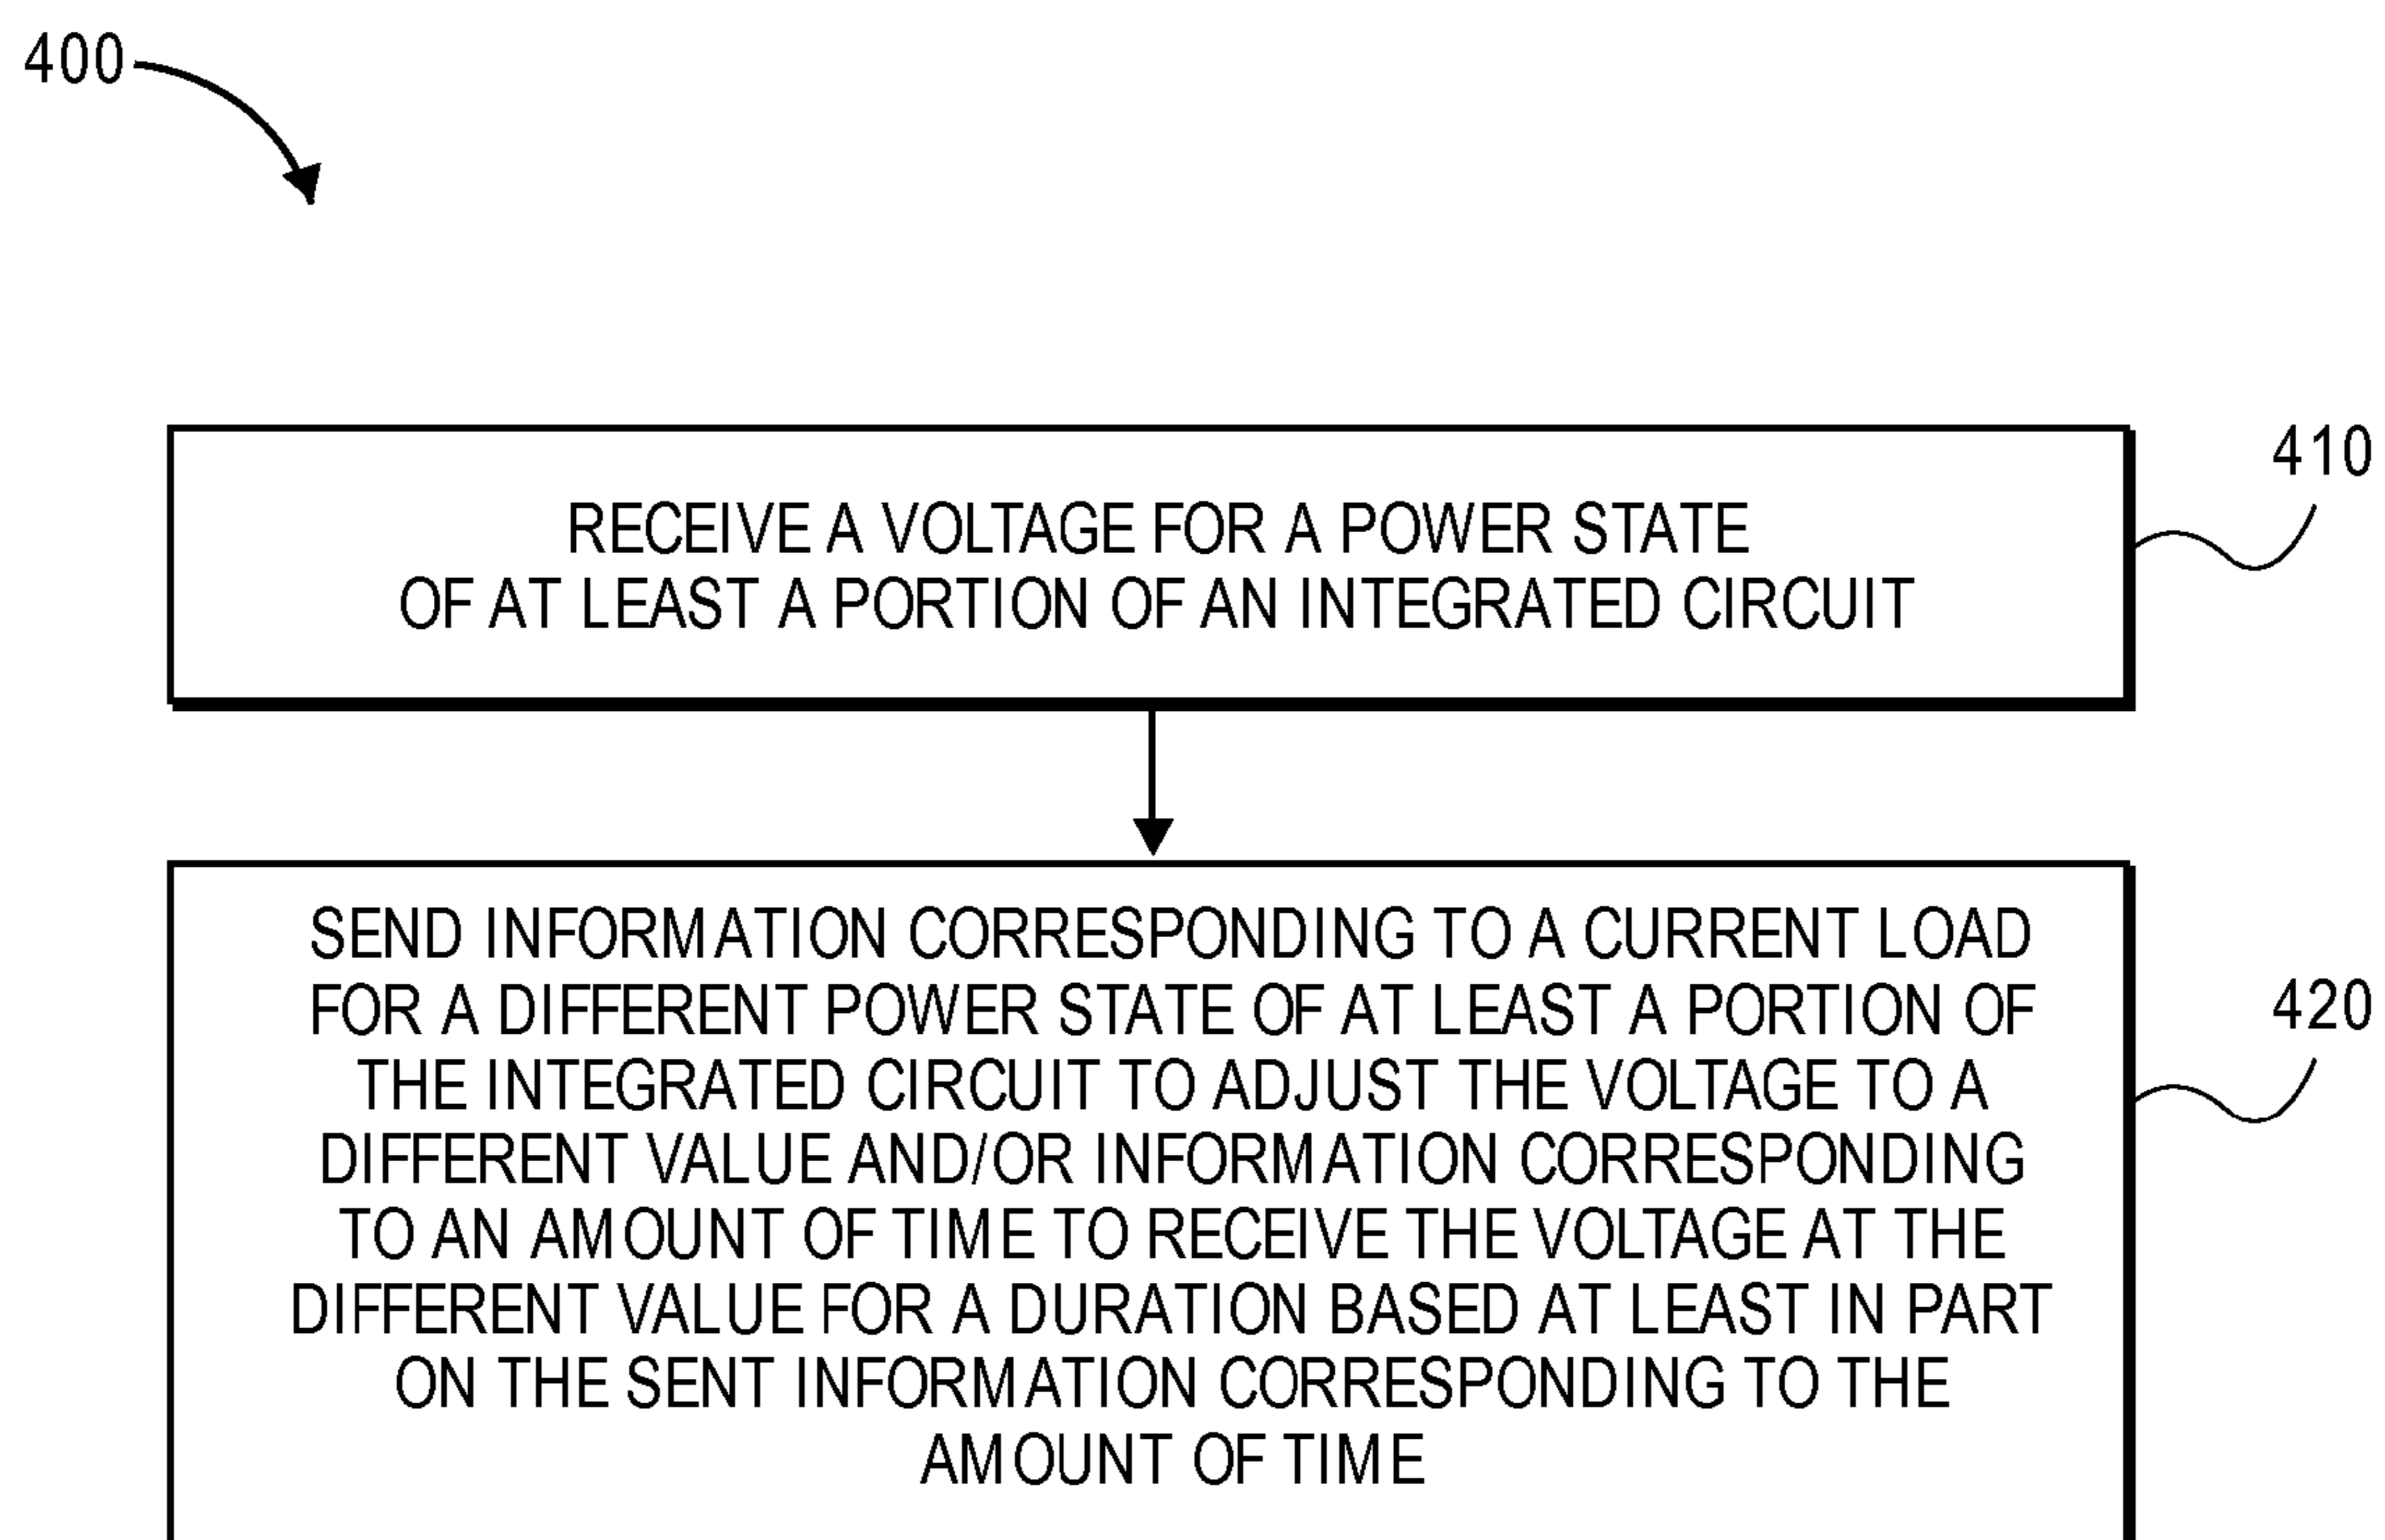 400
410
RECEIVE A VOLTAGE FOR A POWER STATE
OF AT LEAST A PORTION OF AN INTEGRATED CIRCUIT
SEND INFORMATION CORRESPONDING TO A CURRENT LOAD
FOR A DIFFERENT POWER STATE OF AT LEAST A PORTION OF
420
THE INTEGRATED CIRCUIT TO ADJUST THE VOLTAGE TO A
DIFFERENT VALUE AND/OR INFORMATION CORRESPONDING
TO AN AMOUNT OF TIME TO RECEIVE THE VOLTAGE AT THE
DIFFERENT VALUE FOR A DURATION BASED AT LEAST IN PART
ON THE SENT INFORMATION CORRESPONDING TO THE
AMOUNT OF TIME